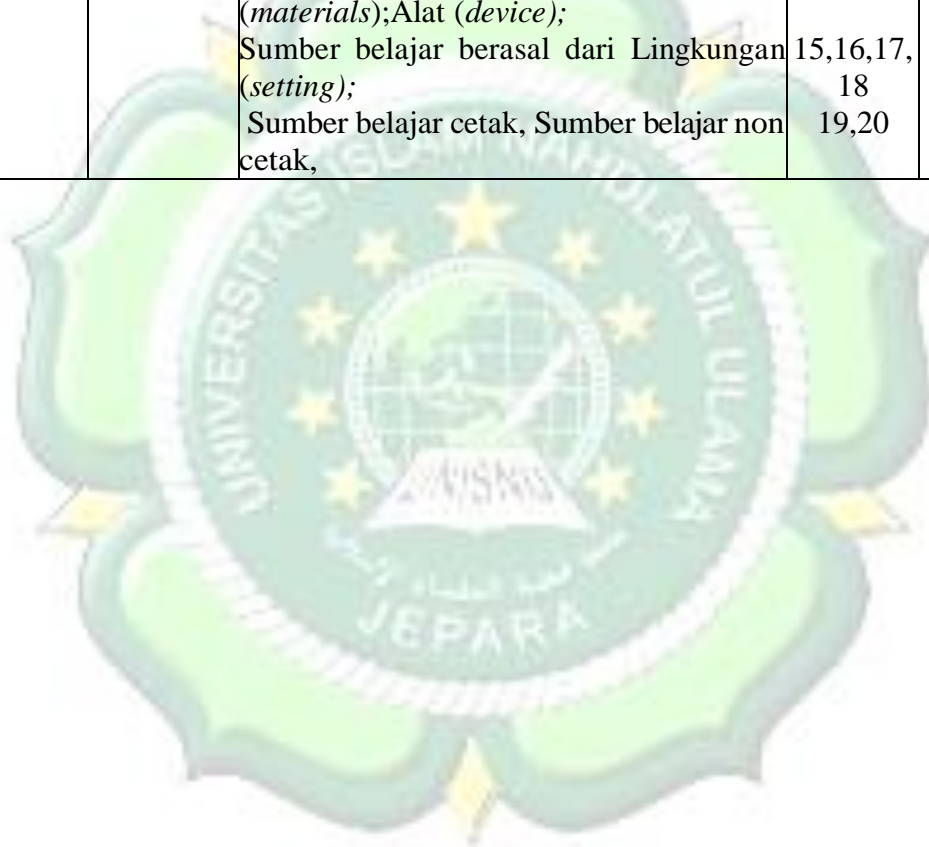 (materials);Alat (device);
Sumber belajar berasal dari Lingkungan 15,16,17,
(setting); 18
Sumber belajar cetak, Sumber belajar non 19,20
cetak,
UNIVERSITAS ISLAM NAHDLATUL ULAMA
UNISNU
JEPARA